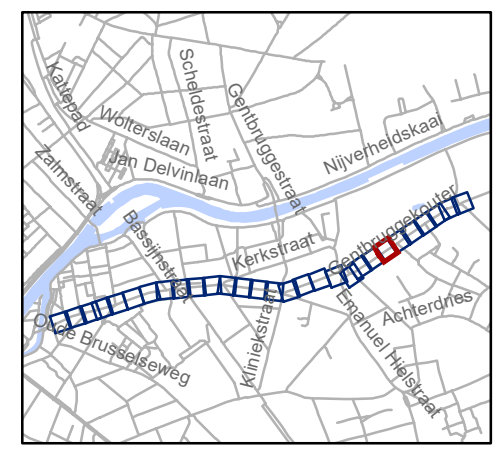 Kattepad
Scheldestraat
Gentbruggestraat
Wolterslaan
Nijverheidskaai
Zalmstraat
Jan Delvinlaan
Bassijnstraat
Kerkstraat
Gentbruggekouter
Achterdries
Emanuel Hielstraat
Kliniekstraat
Oude Brusselseweg